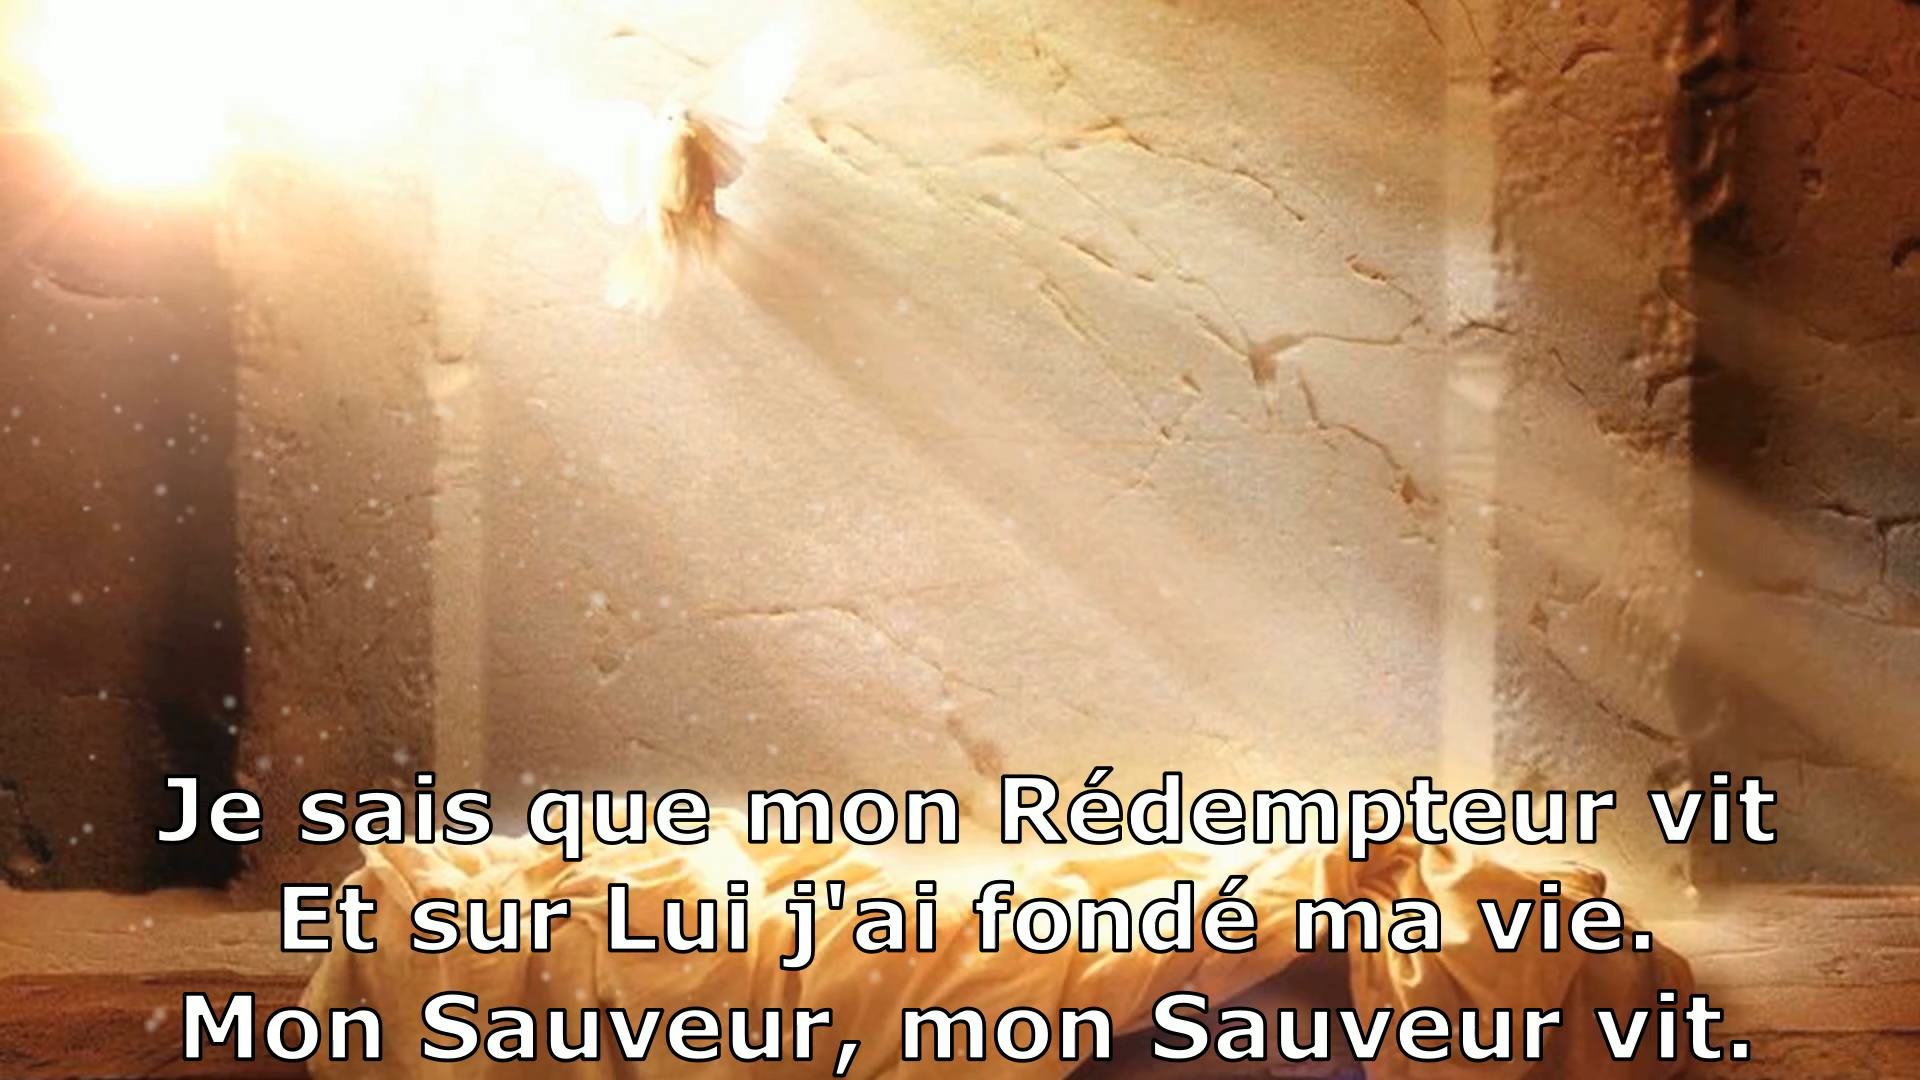 Je sais que mon Rédempteur vit
Et sur Lui j'ai fondé ma vie.
Mon Sauveur, mon Sauveur vit.